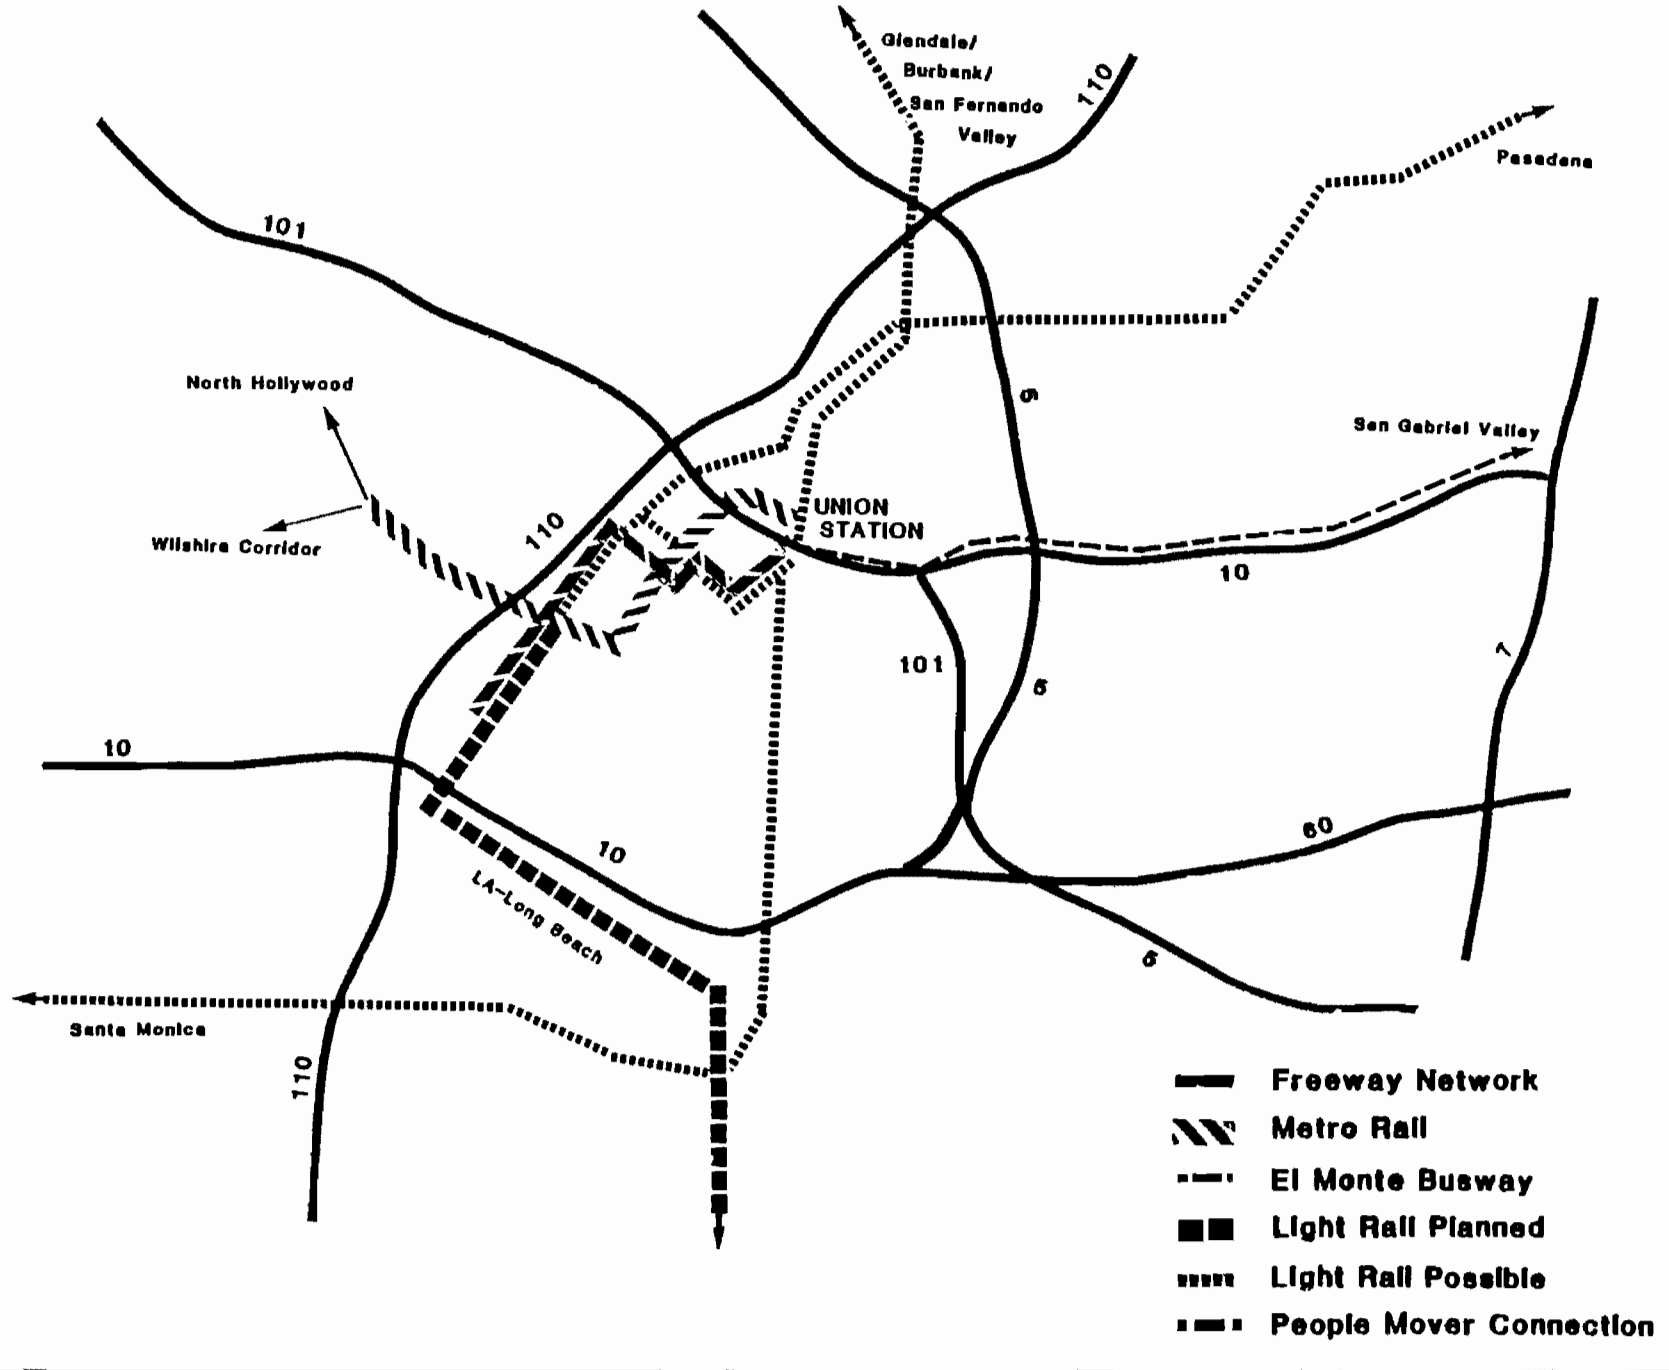 Glendale/
Burbank/
San Fernando
Valley
110
Pasadena
101
North Hollywood
5
San Gabriel Valley
UNION
STATION
110
Wilshire Corridor
10
101
5
7
10
10
60
LA-Long Beach
5
Santa Monica
110
Freeway Network
Metro Rail
El Monte Busway
Light Rail Planned
Light Rail Possible
People Mover Connection